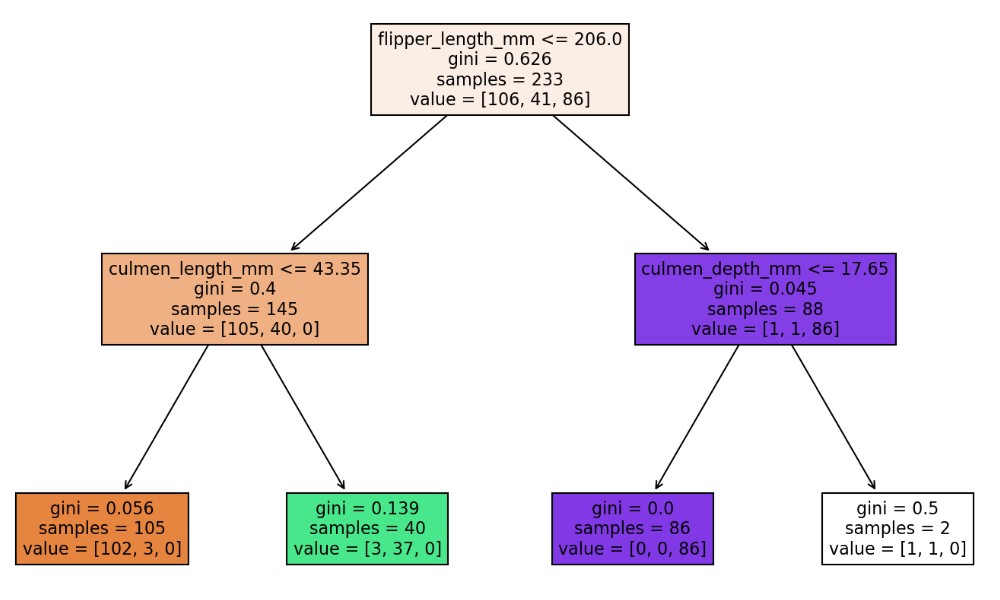 flipper_length_mm <= 206.0
gini = 0.626
samples = 233
value = [106, 41, 86]
culmen_length_mm <= 43.35
gini = 0.4
samples = 145
value = [105, 40, 0]
culmen_depth_mm <= 17.65
gini = 0.045
samples = 88
value = [1, 1, 86]
gini = 0.056
samples = 105
value = [102, 3, 0]
gini = 0.139
samples = 40
value = [3, 37, 0]
gini = 0.0
samples = 86
value = [0, 0, 86]
gini = 0.5
samples = 2
value = [1, 1, 0]